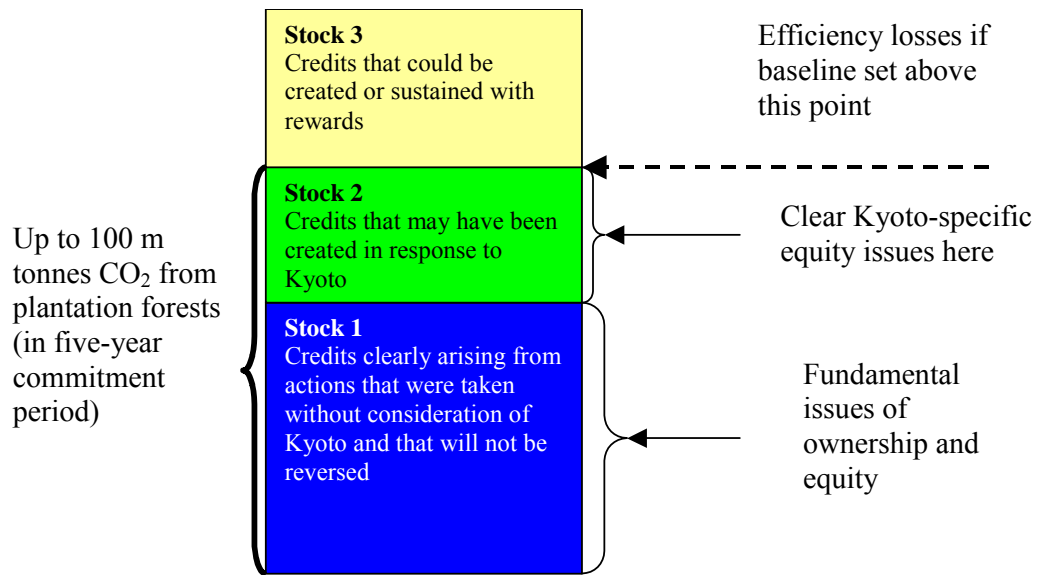 Stock 3
Credits that could be
created or sustained with
rewards
Efficiency losses if
baseline set above
this point
Stock 2
Credits that may have been
created in response to
Kyoto
Clear Kyoto-specific
equity issues here
Up to 100 m
tonnes CO₂ from
plantation forests
(in five-year
commitment
period)
Stock 1
Credits clearly arising from
actions that were taken
without consideration of
Kyoto and that will not be
reversed
Fundamental
issues of
ownership and
equity